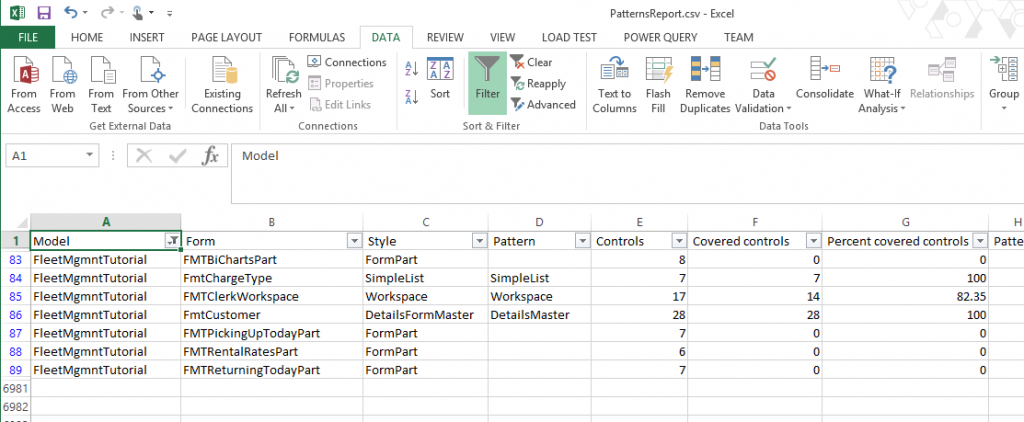 PatternsReport.csv - Excel
FILE HOME INSERT PAGE LAYOUT FORMULAS DATA REVIEW VIEW LOAD TEST POWER QUERY TEAM
From Access
From Web
From Text
From Other Sources
Existing Connections
Get External Data
Refresh All
Connections
Properties
Edit Links
Connections
Sort
Filter
Clear
Reapply
Advanced
Sort & Filter
Text to Columns
Flash Fill
Remove Duplicates
Data Validation
Consolidate
What-If Analysis
Relationships
Data Tools
Group
A1 fx Model
A B C D E F G H
1 Model Form Style Pattern Controls Covered controls Percent covered controls Patte
83 FleetMgmntTutorial FMTBiChartsPart FormPart 8 0 0
84 FleetMgmntTutorial FmtChargeType SimpleList SimpleList 7 7 100
85 FleetMgmntTutorial FMTClerkWorkspace Workspace Workspace 17 14 82.35
86 FleetMgmntTutorial FmtCustomer DetailsFormMaster DetailsMaster 28 28 100
87 FleetMgmntTutorial FMTPickingUpTodayPart FormPart 7 0 0
88 FleetMgmntTutorial FMTRentalRatesPart FormPart 6 0 0
89 FleetMgmntTutorial FMTReturningTodayPart FormPart 7 0 0
6981
6982